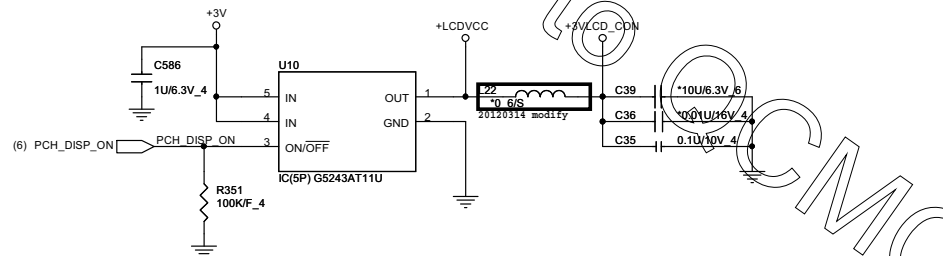 +3V
+LCDVCC
+3VLCD_CON
C586
1U/6.3V_4
U10
5 IN
4 IN
3 ON/OFF
OUT 1
GND 2
IC(5P) G5243AT11U
L22
*0_6/S
20120314 modify
C39 *10U/6.3V_6
C36 *0.01U/16V_4
C35 0.1U/10V_4
(6) PCH_DISP_ON PCH_DISP_ON
R351
100K/F_4